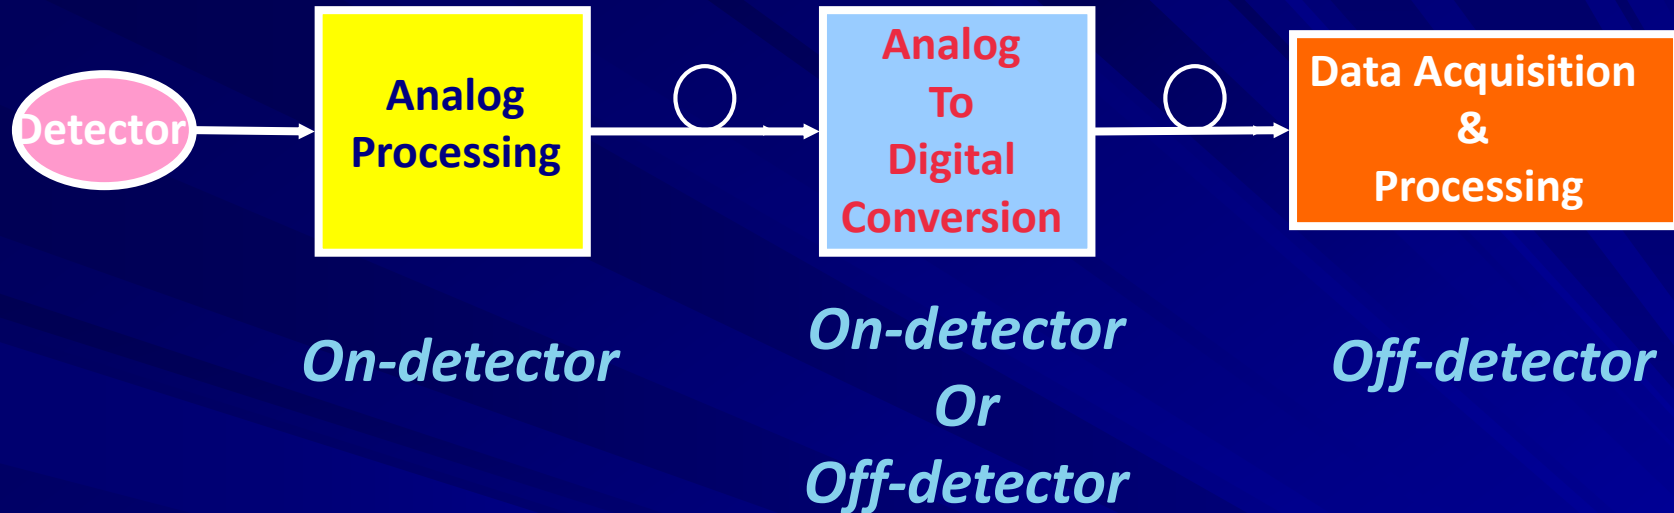 Detector
Analog
Processing
Analog
To
Digital
Conversion
Data Acquisition
&
Processing
On-detector
On-detector
Or
Off-detector
Off-detector